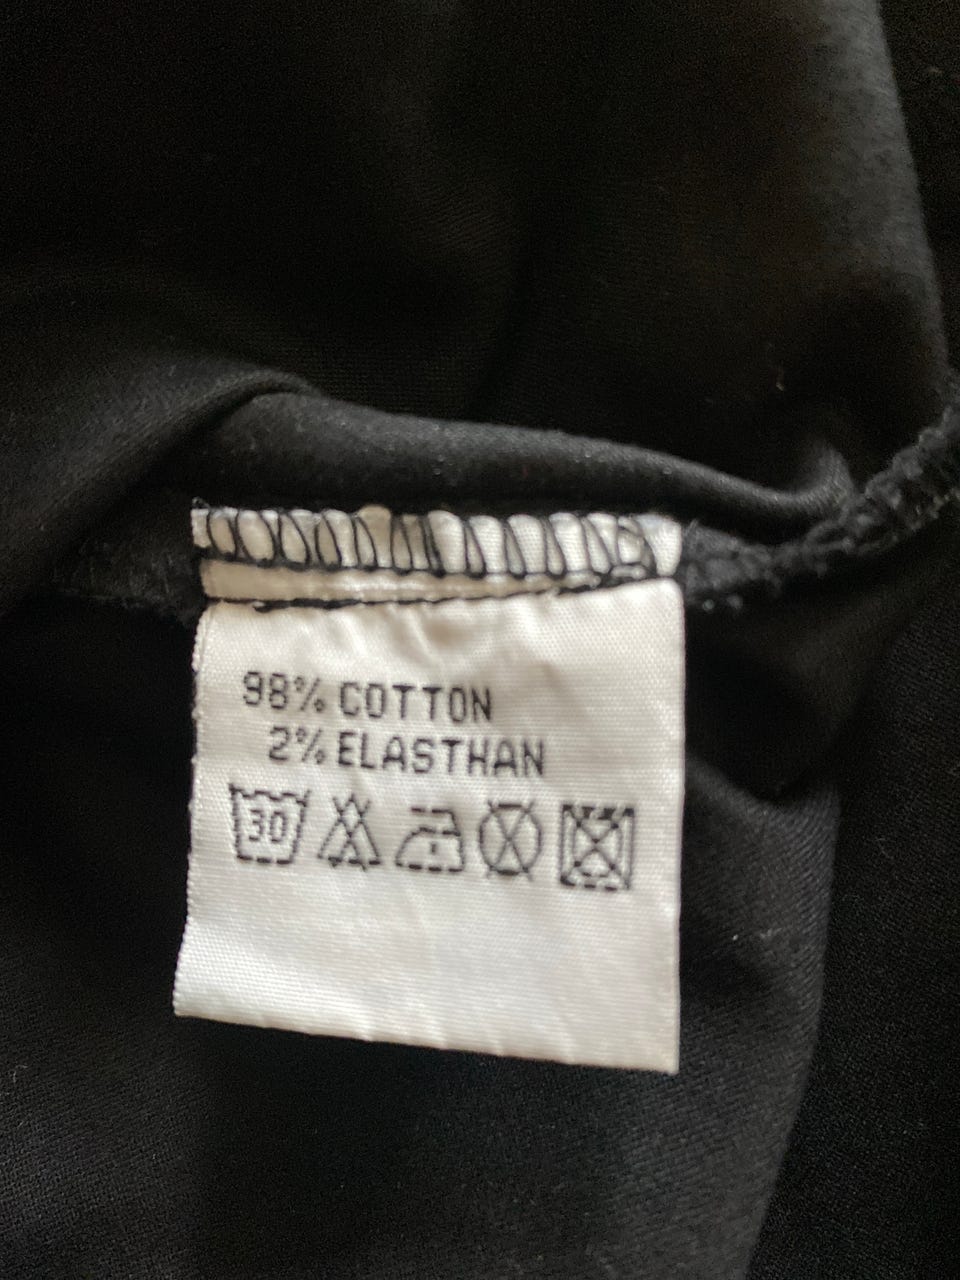 98% COTTON
2% ELASTHAN
30